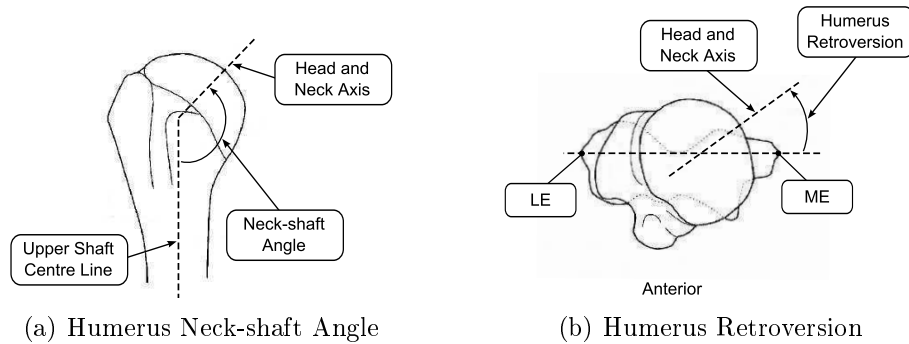 Head and
Neck Axis
Neck-shaft
Angle
Upper Shaft
Centre Line
(a) Humerus Neck-shaft Angle
Head and
Neck Axis
Humerus
Retroversion
LE
ME
Anterior
(b) Humerus Retroversion